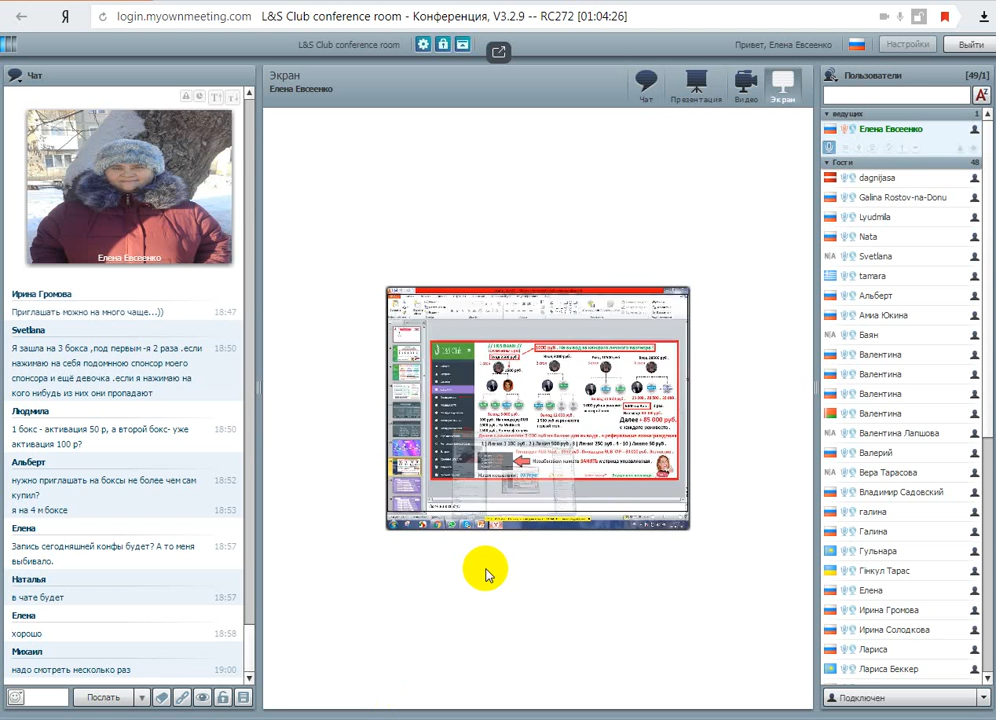 login.myownmeeting.com L&S Club conference room - Конференция, V3.2.9 -- RC272 [01:04:26]
L&S Club conference room
Привет, Елена Евсеенко
Настройки
Выйти
Чат
Елена Евсеенко
Ирина Громова
Приглашать можно на много чаще...)) 18:47
Svetlana
Я зашла на 3 бокса ,под первым -я 2 раза .если 18:50
нажимаю на себя подомною спонсор моего
спонсора и ещё девочка .если я нажимаю на
кого нибудь из них они пропадают
Людмила
1 бокс - активация 50 р, а второй бокс- уже 18:50
активация 100 р?
Альберт
нужно приглашать на боксы не более чем сам
купил?
я на 4 м боксе 18:53
Елена
Запись сегодняшней конфы будет? А то меня 18:57
выбивало.
Наталья
в чате будет 18:57
Елена
хорошо 18:58
Михаил
надо смотреть несколько раз 19:00
Послать
Экран
Елена Евсеенко
Чат
Презентация
Видео
Экран
L&S Club
Далее - 85 000 руб.
Пользователи [49/1]
ведущих 1
Елена Евсеенко
Гости 48
dagnijasa
Galina Rostov-na-Donu
Lyudmila
Nata
N/A Svetlana
tamara
Альберт
Амиа Юкина
N/A Баян
Валентина
Валентина
Валентина
Валентина
N/A Валентина Лапшова
Валерий
N/A Вера Тарасова
Владимир Садовский
галина
Галина
Гульнара
Гінкул Тарас
Елена
Ирина Громова
Ирина Солодкова
Лариса
Лариса Беккер
Подключен